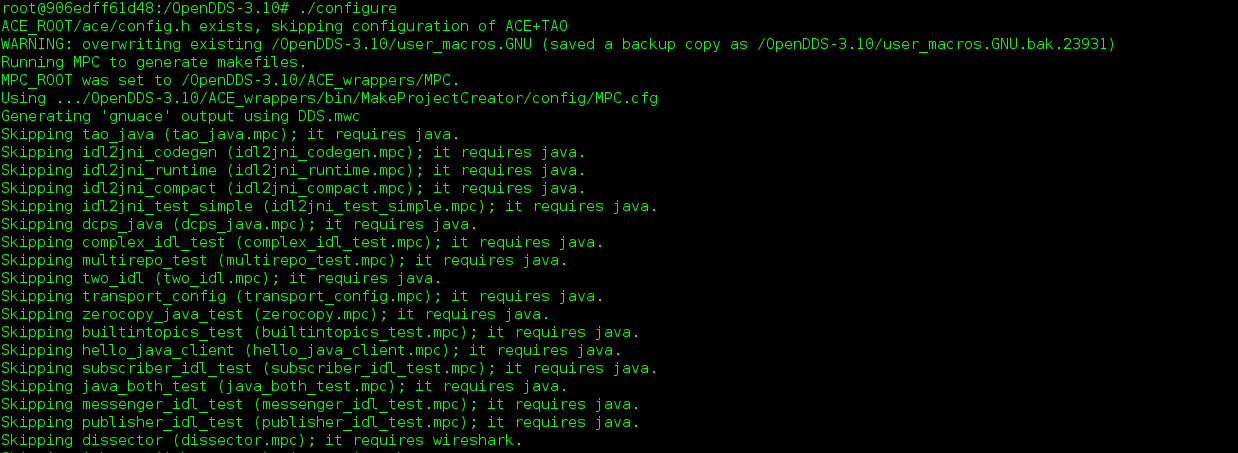 root@906edff61d48:/OpenDDS-3.10# ./configure
ACE_ROOT/ace/config.h exists, skipping configuration of ACE+TAO
WARNING: overwriting existing /OpenDDS-3.10/user_macros.GNU (saved a backup copy as /OpenDDS-3.10/user_macros.GNU.bak.23931)
Running MPC to generate makefiles.
MPC_ROOT was set to /OpenDDS-3.10/ACE_wrappers/MPC.
Using .../OpenDDS-3.10/ACE_wrappers/bin/MakeProjectCreator/config/MPC.cfg
Generating 'gnuace' output using DDS.mwc
Skipping tao_java (tao_java.mpc); it requires java.
Skipping idl2jni_codegen (idl2jni_codegen.mpc); it requires java.
Skipping idl2jni_runtime (idl2jni_runtime.mpc); it requires java.
Skipping idl2jni_compact (idl2jni_compact.mpc); it requires java.
Skipping idl2jni_test_simple (idl2jni_test_simple.mpc); it requires java.
Skipping dcps_java (dcps_java.mpc); it requires java.
Skipping complex_idl_test (complex_idl_test.mpc); it requires java.
Skipping multirepo_test (multirepo_test.mpc); it requires java.
Skipping two_idl (two_idl.mpc); it requires java.
Skipping transport_config (transport_config.mpc); it requires java.
Skipping zerocopy_java_test (zerocopy.mpc); it requires java.
Skipping builtintopics_test (builtintopics_test.mpc); it requires java.
Skipping hello_java_client (hello_java_client.mpc); it requires java.
Skipping subscriber_idl_test (subscriber_idl_test.mpc); it requires java.
Skipping java_both_test (java_both_test.mpc); it requires java.
Skipping messenger_idl_test (messenger_idl_test.mpc); it requires java.
Skipping publisher_idl_test (publisher_idl_test.mpc); it requires java.
Skipping dissector (dissector.mpc); it requires wireshark.